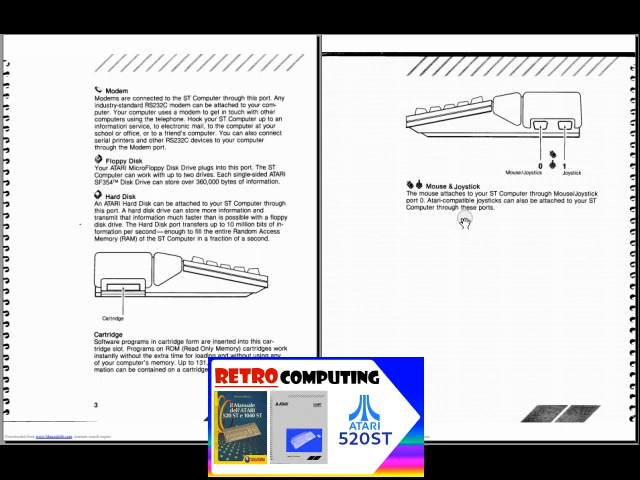 Modem
Modems are connected to the ST Computer through this port. Any
industry-standard RS232C modem can be attached to your com-
puter. Your computer uses a modem to get in touch with other
computers using the telephone. Hook your ST Computer up to an
information service, to electronic mail, to the computer at your
school or office, or to a friend's computer. You can also connect
serial printers and other RS232C devices to your computer
through the Modem port.
Floppy Disk
Your ATARI MicroFloppy Disk Drive plugs into this port. The ST
Computer can work with up to two drives. Each single-sided ATARI
SF354™ Disk Drive can store over 360,000 bytes of information.
Hard Disk
An ATARI Hard Disk can be attached to your ST Computer through
this port. A hard disk drive can store more information and
transmit that information much faster than is possible with a floppy
disk drive. The Hard Disk port transfers up to 10 million bits of in-
formation per second—enough to fill the entire Random Access
Memory (RAM) of the ST Computer in a fraction of a second.
Cartridge
Cartridge
Software programs in cartridge form are inserted into this car-
tridge slot. Programs on ROM (Read Only Memory) cartridges work
instantly without the extra time for loading and without using any
of your computer's memory. Up to 131,
mation can be contained on a cartridge
3
0 1
Mouse/Joystick Joystick
Mouse & Joystick
The mouse attaches to your ST Computer through Mouse/Joystick
port 0. Atari-compatible joysticks can also be attached to your ST
Computer through these ports.
RETRO COMPUTING
il Manuale
dell'ATARI
520 ST e 1040 ST
ATARI
ATARI
520ST